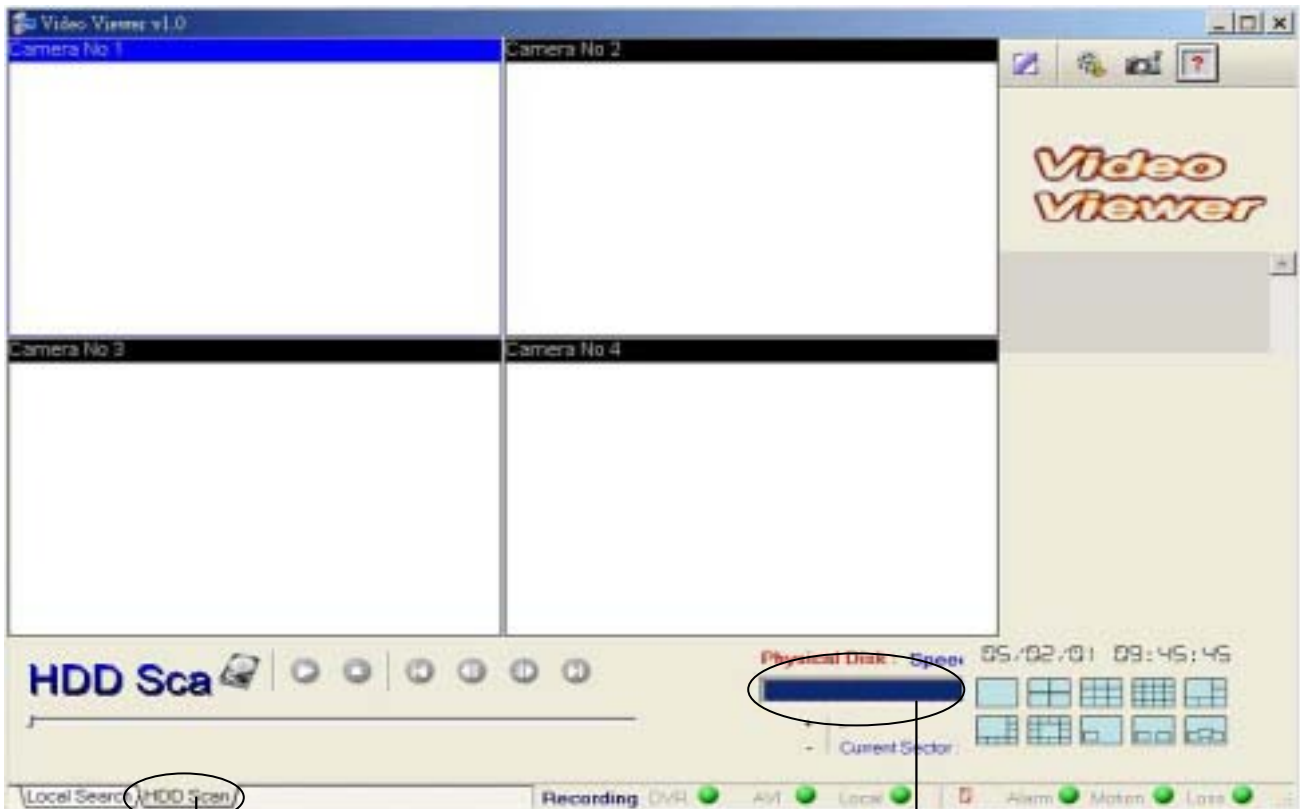 Video Viewer v1.0
Camera No 1
Camera No 2
?
Video
Viewer
Camera No 3
Camera No 4
HDD Sca
Physical Disk : Speed
05/02/01 09:45:45
+
-
Current Sector:
Local Search
HDD Scan
Recording DVR AVI Local Alarm Motion Loss